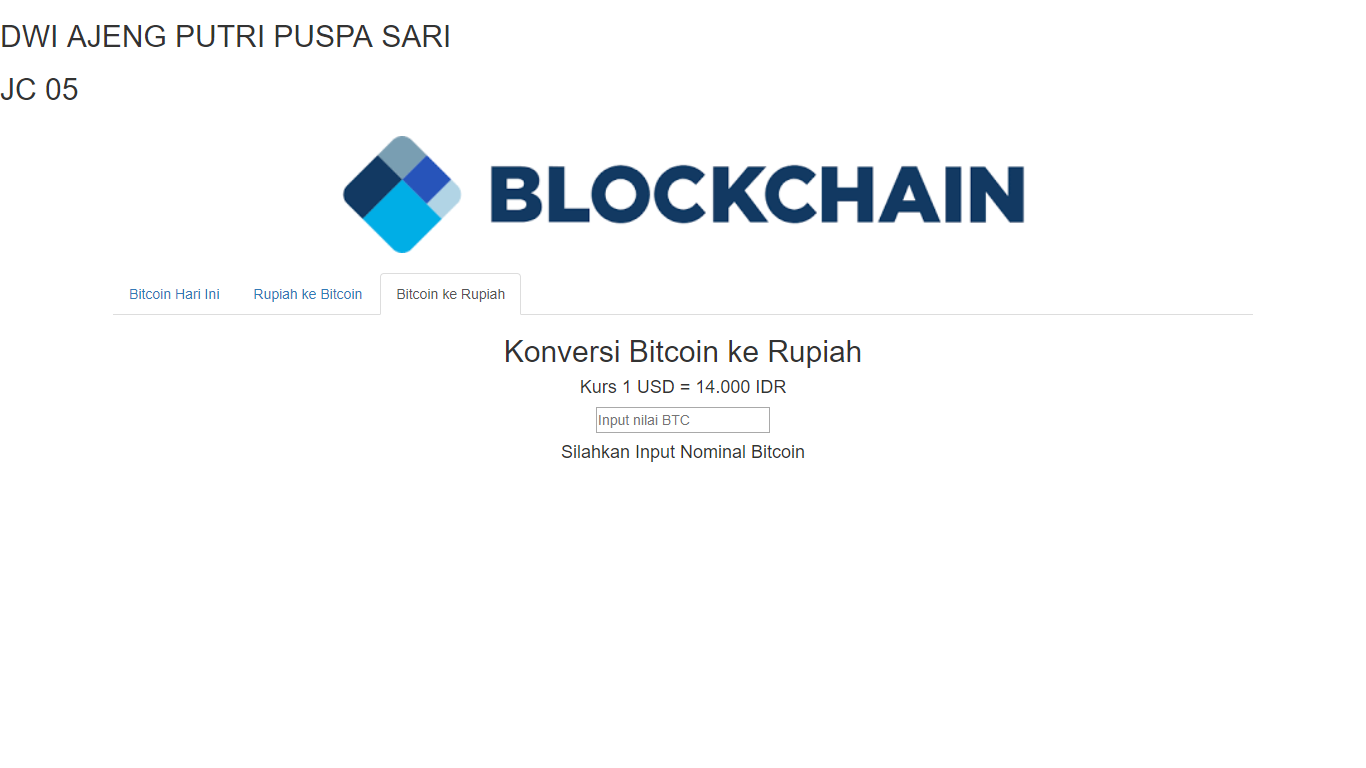 DWI AJENG PUTRI PUSPA SARI
JC 05
BLOCKCHAIN
Bitcoin Hari Ini Rupiah ke Bitcoin Bitcoin ke Rupiah
Konversi Bitcoin ke Rupiah
Kurs 1 USD = 14.000 IDR
Input nilai BTC
Silahkan Input Nominal Bitcoin